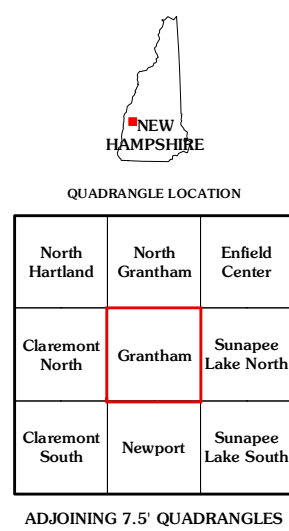 NEW
HAMPSHIRE
QUADRANGLE LOCATION
North
Hartland
North
Grantham
Enfield
Center
Claremont
North
Grantham
Sunapee
Lake North
Claremont
South
Newport
Sunapee
Lake South
ADJOINING 7.5' QUADRANGLES